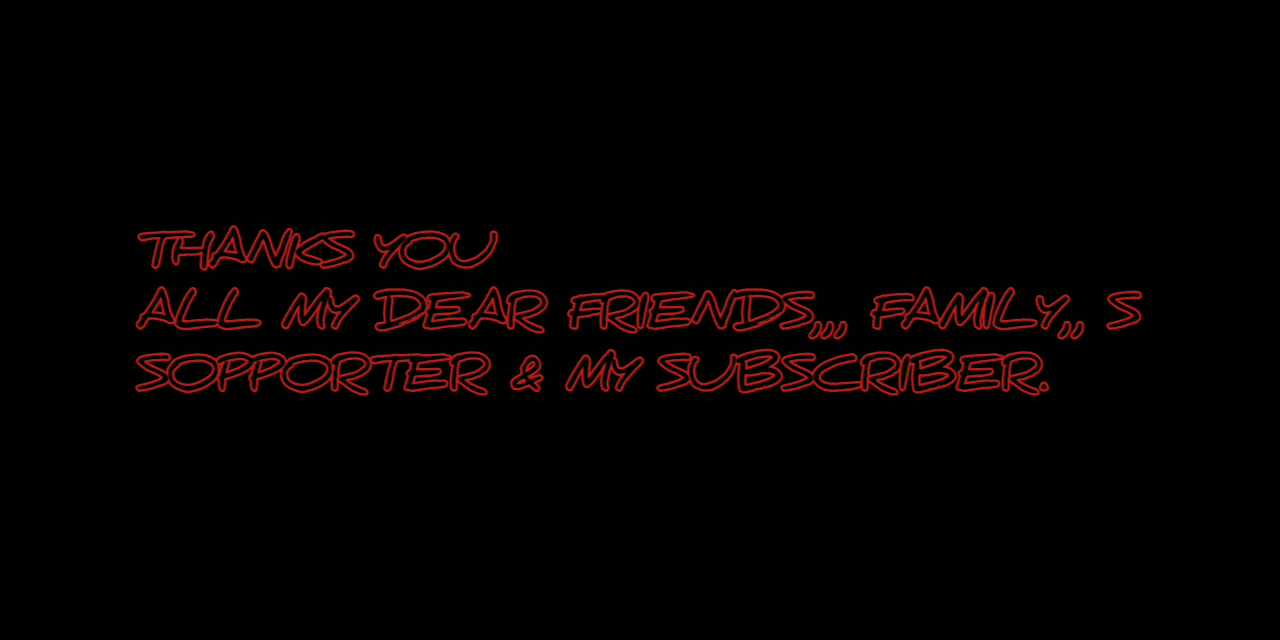 THANKS YOU
ALL MY DEAR FRIENDS,,, FAMILY,, S
SOPPORTER & MY SUBSCRIBER.